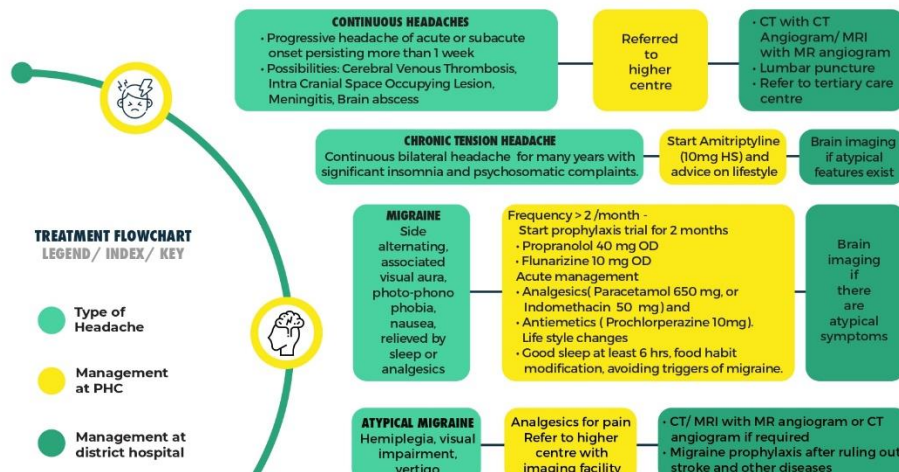 CONTINUOUS HEADACHES
• Progressive headache of acute or subacute
onset persisting more than 1 week
• Possibilities: Cerebral Venous Thrombosis,
Intra Cranial Space Occupying Lesion,
Meningitis, Brain abscess
Referred
to
higher
centre
• CT with CT
Angiogram/ MRI
with MR angiogram
• Lumbar puncture
• Refer to tertiary care
centre
CHRONIC TENSION HEADACHE
Continuous bilateral headache for many years with
significant insomnia and psychosomatic complaints.
Start Amitriptyline
(10mg HS) and
advice on lifestyle
Brain imaging
if atypical
features exist
TREATMENT FLOWCHART
LEGEND/ INDEX/ KEY
Type of
Headache
Management
at PHC
Management at
district hospital
MIGRAINE
Side
alternating,
associated
visual aura,
photo-phono
phobia,
nausea,
relieved by
sleep or
analgesics
Frequency > 2 /month -
Start prophylaxis trial for 2 months
• Propranolol 40 mg OD
• Flunarizine 10 mg OD
Acute management
• Analgesics( Paracetamol 650 mg, or
Indomethacin 50 mg) and
• Antiemetics ( Prochlorperazine 10mg).
Life style changes
• Good sleep at least 6 hrs, food habit
modification, avoiding triggers of migraine.
Brain
imaging
if
there
are
atypical
symptoms
ATYPICAL MIGRAINE
Hemiplegia, visual
impairment,
vertigo
Analgesics for pain
Refer to higher
centre with
imaging facility
• CT/ MRI with MR angiogram or CT
angiogram if required
• Migraine prophylaxis after ruling out
stroke and other diseases